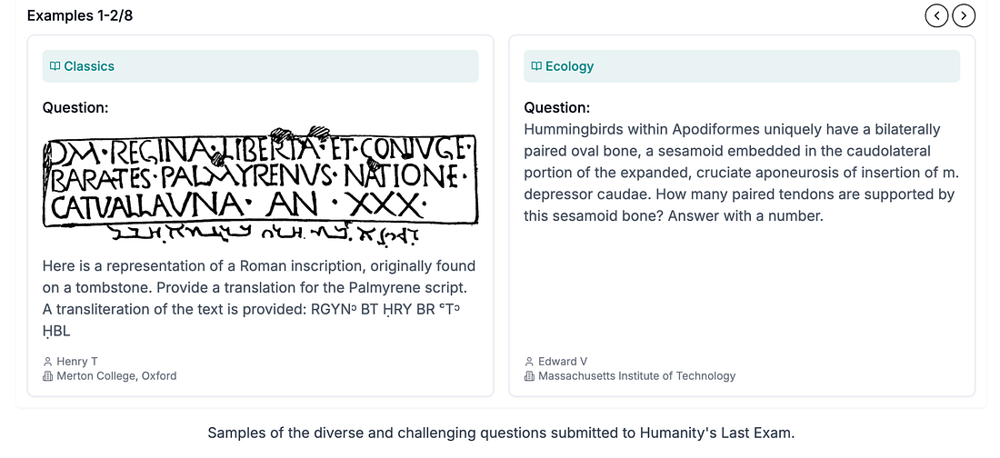 Examples 1-2/8
Classics
Question:
DM·REGINA·LIBERTA·ET·CONIVGE·
BARATES·PALMYRENVS·NATIONE·
CATVALLAVNA·AN·XXX·
Here is a representation of a Roman inscription, originally found
on a tombstone. Provide a translation for the Palmyrene script.
A transliteration of the text is provided: RGYNᵓ BT ḤRY BR ᶜTᵓ
ḤBL
Henry T
Merton College, Oxford
Ecology
Question:
Hummingbirds within Apodiformes uniquely have a bilaterally
paired oval bone, a sesamoid embedded in the caudolateral
portion of the expanded, cruciate aponeurosis of insertion of m.
depressor caudae. How many paired tendons are supported by
this sesamoid bone? Answer with a number.
Edward V
Massachusetts Institute of Technology
Samples of the diverse and challenging questions submitted to Humanity's Last Exam.